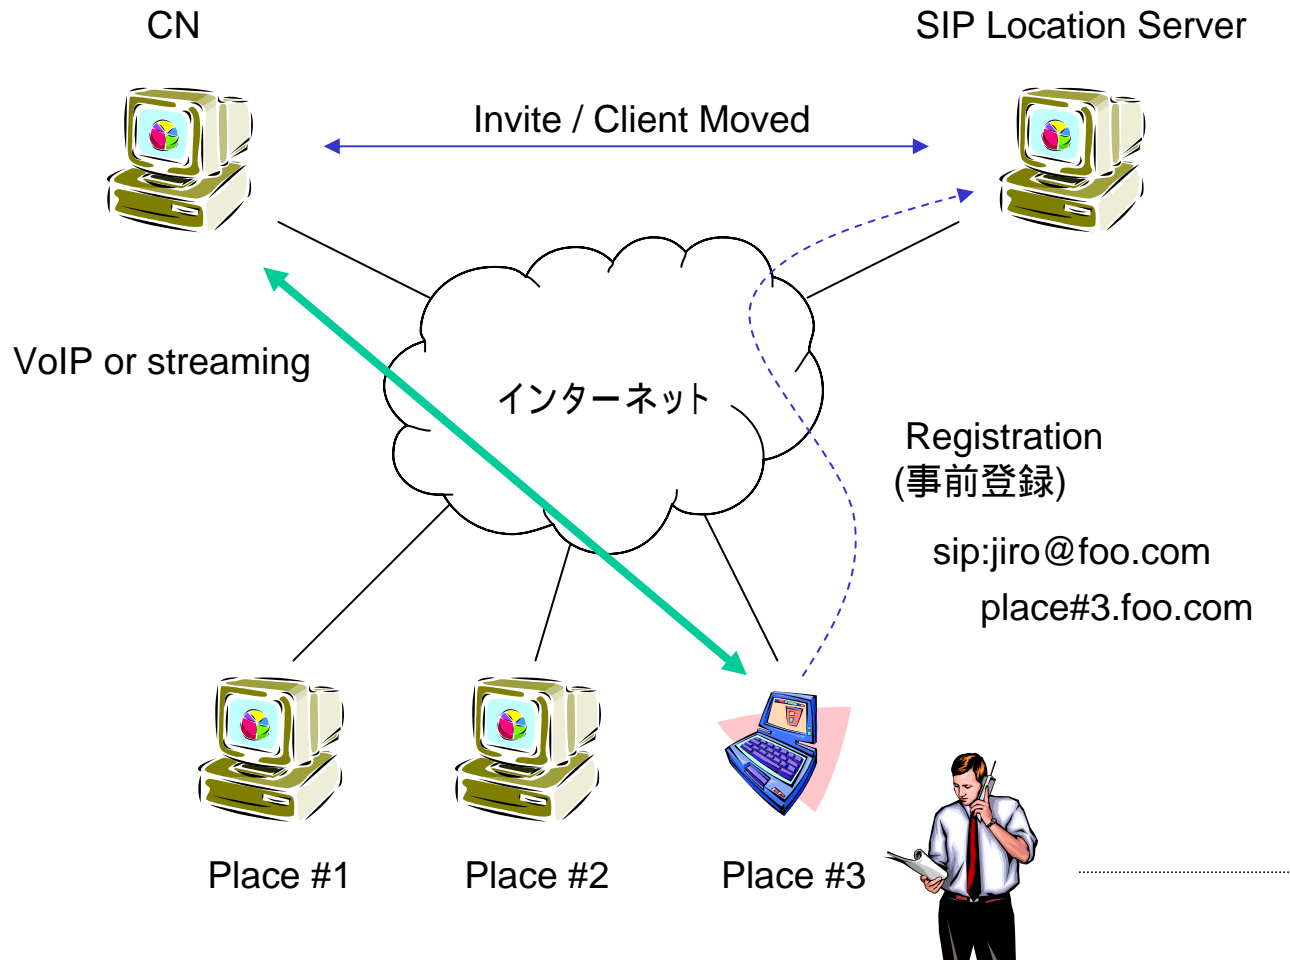 CN
SIP Location Server
Invite / Client Moved
VoIP or streaming
インターネット
Registration
(事前登録)
sip:jiro@foo.com
place#3.foo.com
Place #1
Place #2
Place #3